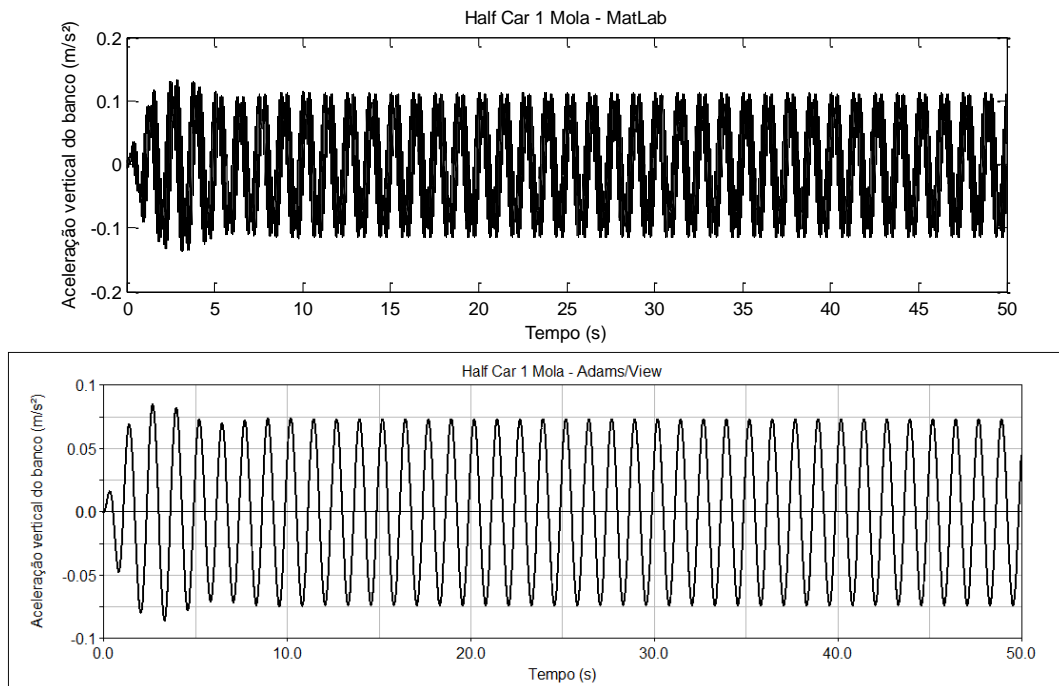 Half Car 1 Mola - MatLab
Aceleração vertical do banco (m/s²)
0.2
0.1
0
-0.1
-0.2
0 5 10 15 20 25 30 35 40 45 50
Tempo (s)
Half Car 1 Mola - Adams/View
Aceleração vertical do banco (m/s²)
0.1
0.05
0.0
-0.05
-0.1
0.0 10.0 20.0 30.0 40.0 50.0
Tempo (s)